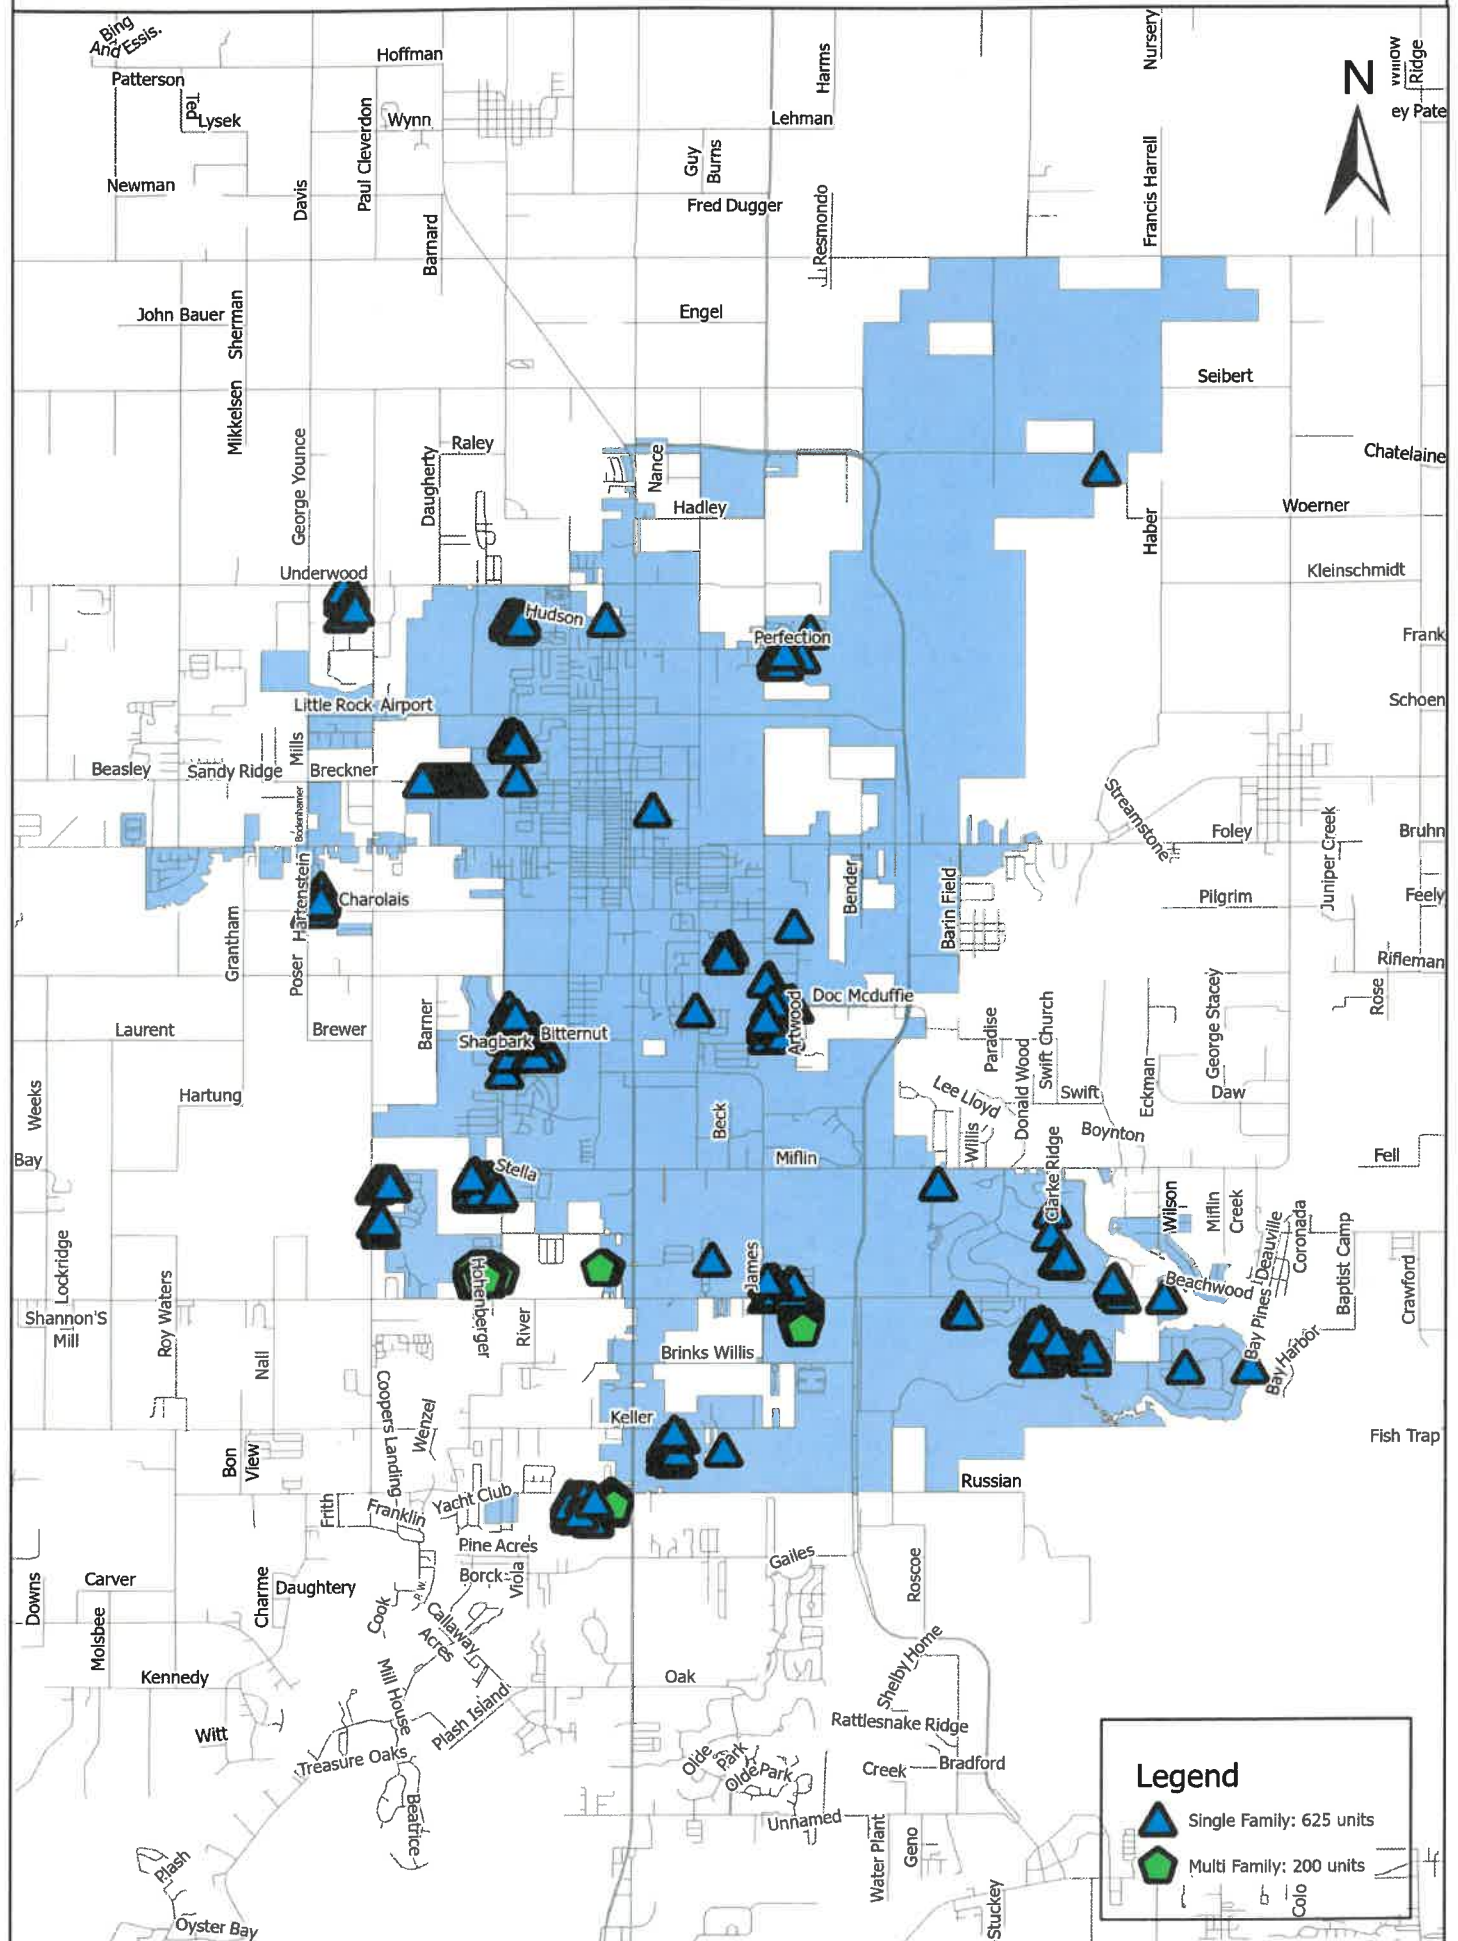 Bing
And Essis.
Hoffman
Harms
Nursery
N
Willow
Ridge
Patterson
Ted
Lysek
Paul Cleverdon
Wynn
Lehman
ey Pate
Guy
Burns
Newman
Davis
Fred Dugger
Francis Harrell
Barnard
Resmondo
John Bauer
Sherman
Engel
Seibert
Mikkelsen
George Younce
Raley
Daugherty
Nance
Chatelaine
Hadley
Woerner
Haber
Underwood
Kleinschmidt
Hudson
Perfection
Frank
Little Rock
Airport
Schoen
Mills
Beasley
Sandy Ridge
Breckner
Bodenhamer
Streamstone
Foley
Juniper Creek
Bruhn
Hartenstein
Charolais
Bender
Barin Field
Pilgrim
Feely
Grantham
Poser
Rifleman
Rose
Laurent
Brewer
Barner
Shagbark
Bitternut
Artwood
Doc Mcduffie
Paradise
Swift Church
George Stacey
Weeks
Hartung
Lee Lloyd
Donald Wood
Swift
Eckman
Daw
Beck
Willis
Boynton
Bay
Stella
Miflin
Clarke Ridge
Fell
Wilson
Miflin
Creek
Deauville
Coronada
Baptist Camp
Crawford
Lockridge
Hohenberger
James
Beachwood
Bay Pines
Shannon'S
Mill
Roy Waters
Nall
River
Brinks Willis
Bay Harbor
Coopers Landing
Wenzel
Keller
Fish Trap
Bon
View
Russian
Frith
Franklin
Yacht Club
Pine Acres
Gailes
Downs
Carver
Charme
Daughtery
Borck
Viola
Roscoe
Molsbee
Cook
P. W.
Callaway
Acres
Kennedy
Mill House
Oak
Shelby Home
Witt
Plash Island
Rattlesnake Ridge
Treasure Oaks
Olde
Park
Olde Park
Creek
Bradford
Beatrice
Unnamed
Water Plant
Geno
Plash
Oyster Bay
Stuckey
Legend
Single Family: 625 units
Multi Family: 200 units
Colo